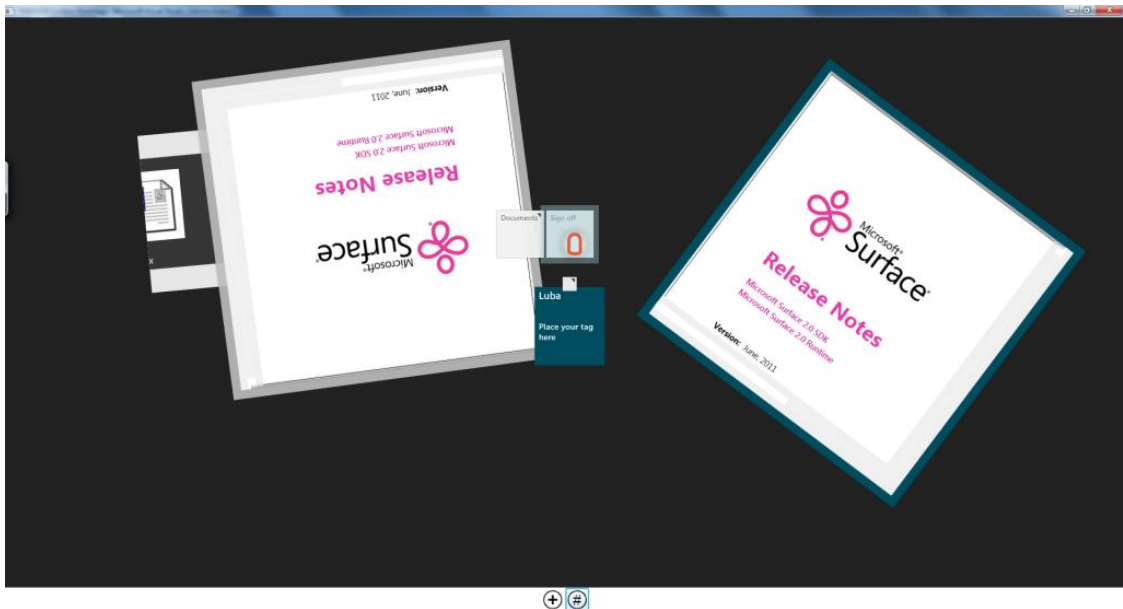 Microsoft®
Surface®
Release Notes
Microsoft Surface 2.0 SDK
Microsoft Surface 2.0 Runtime
Version: June, 2011
Documents
Sign off
Luba
Place your tag
here
Microsoft®
Surface®
Release Notes
Microsoft Surface 2.0 SDK
Microsoft Surface 2.0 Runtime
Version: June, 2011